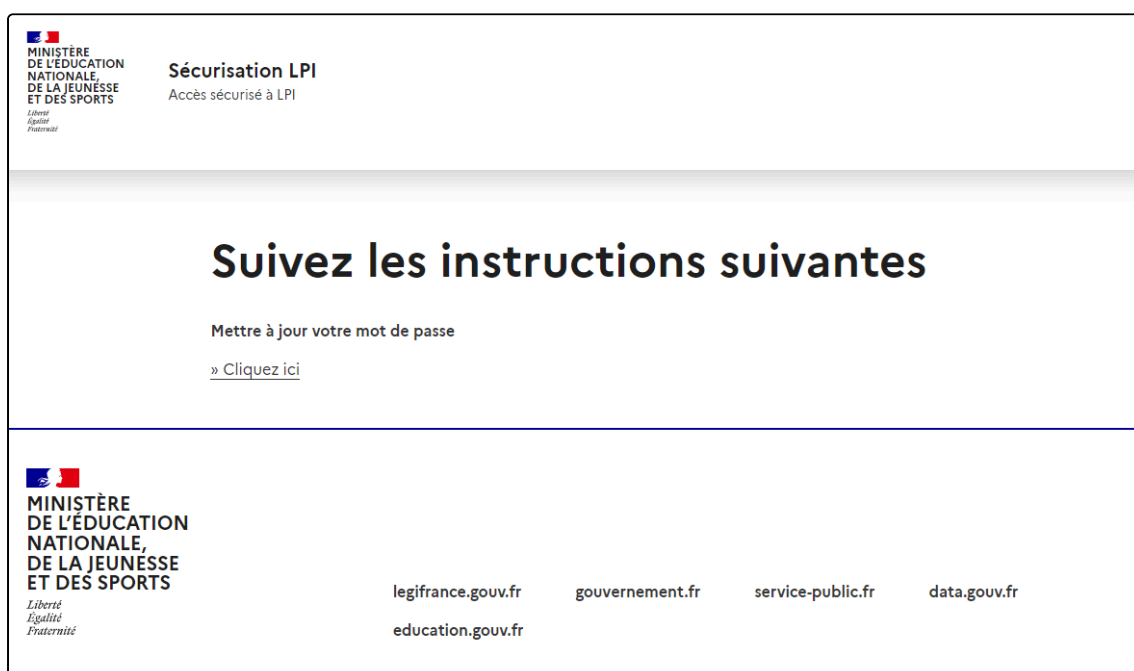 MINISTÈRE
DE L'ÉDUCATION
NATIONALE,
DE LA JEUNESSE
ET DES SPORTS
Liberté
Égalité
Fraternité
Sécurisation LPI
Accès sécurisé à LPI
Suivez les instructions suivantes
Mettre à jour votre mot de passe
» Cliquez ici
MINISTÈRE
DE L'ÉDUCATION
NATIONALE,
DE LA JEUNESSE
ET DES SPORTS
Liberté
Égalité
Fraternité
legifrance.gouv.fr gouvernement.fr service-public.fr data.gouv.fr
education.gouv.fr